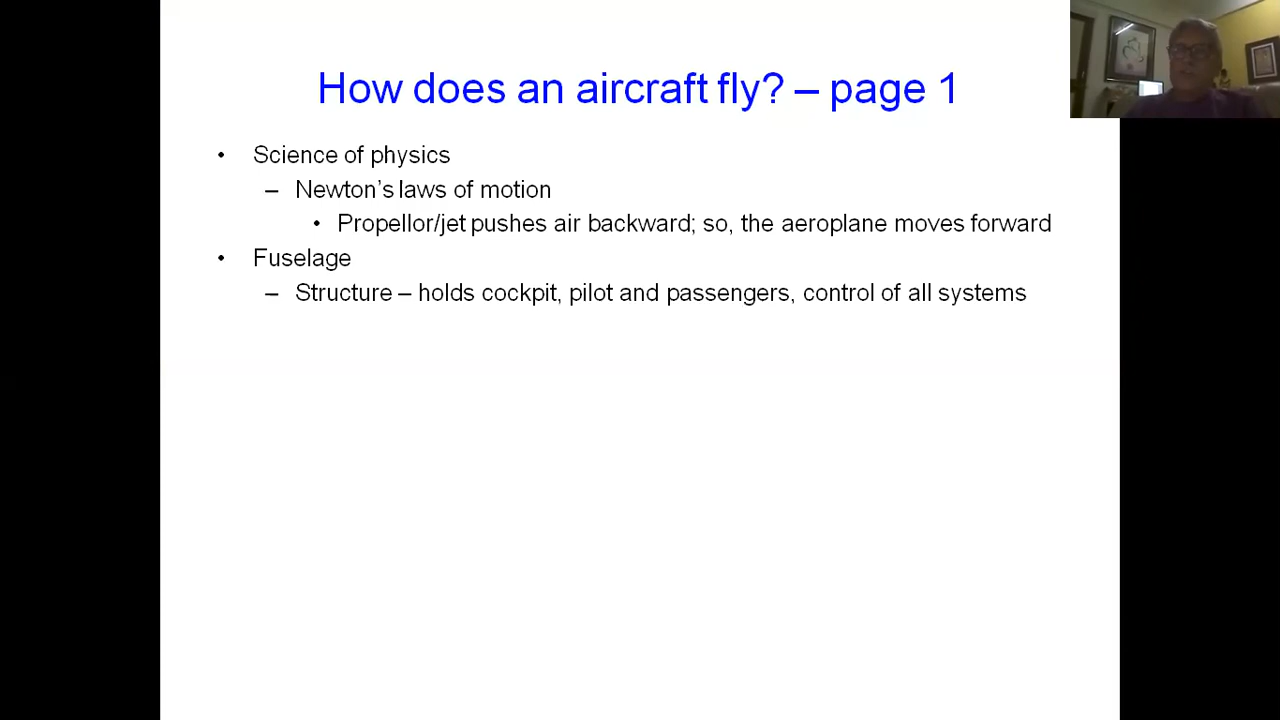 How does an aircraft fly? – page 1
• Science of physics
– Newton's laws of motion
• Propellor/jet pushes air backward; so, the aeroplane moves forward
• Fuselage
– Structure – holds cockpit, pilot and passengers, control of all systems